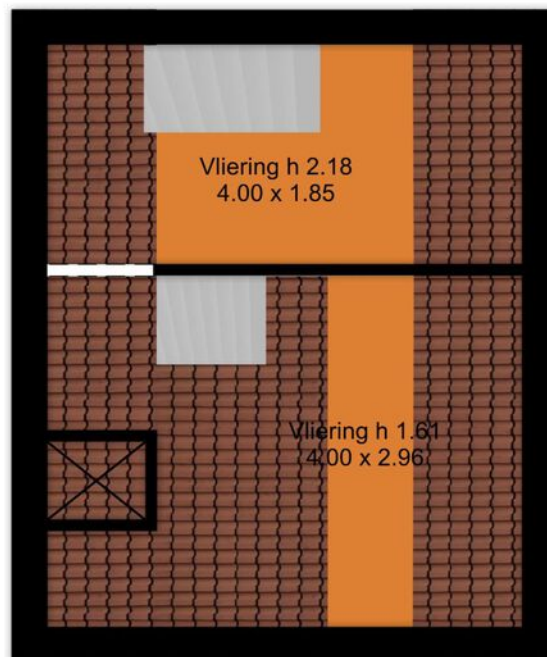 Vliering h 2.18
4.00 x 1.85
Vliering h 1.61
4.00 x 2.96